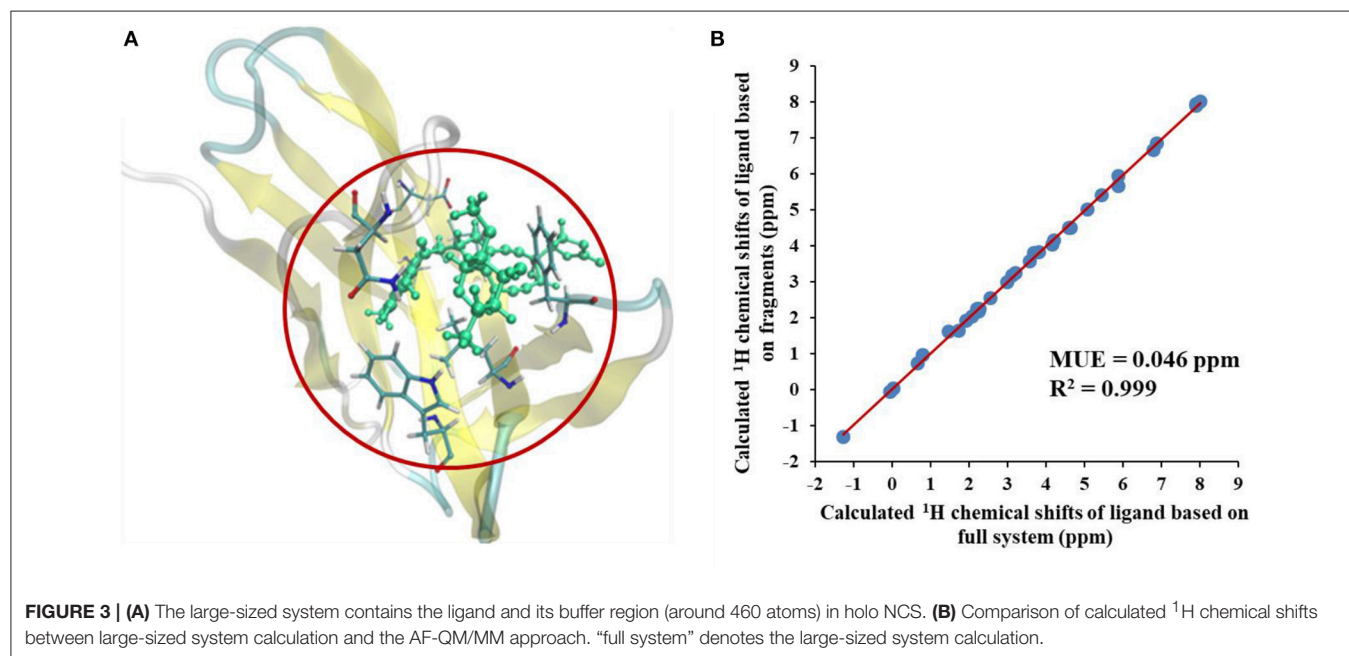 A
B
9
8
7
6
5
4
3
2
1
0
-1
-2
Calculated ¹H chemical shifts of ligand based
on fragments (ppm)
MUE = 0.046 ppm
R² = 0.999
-2 -1 0 1 2 3 4 5 6 7 8 9
Calculated ¹H chemical shifts of ligand based on
full system (ppm)
FIGURE 3 | (A) The large-sized system contains the ligand and its buffer region (around 460 atoms) in holo NCS. (B) Comparison of calculated ¹H chemical shifts
between large-sized system calculation and the AF-QM/MM approach. “full system” denotes the large-sized system calculation.